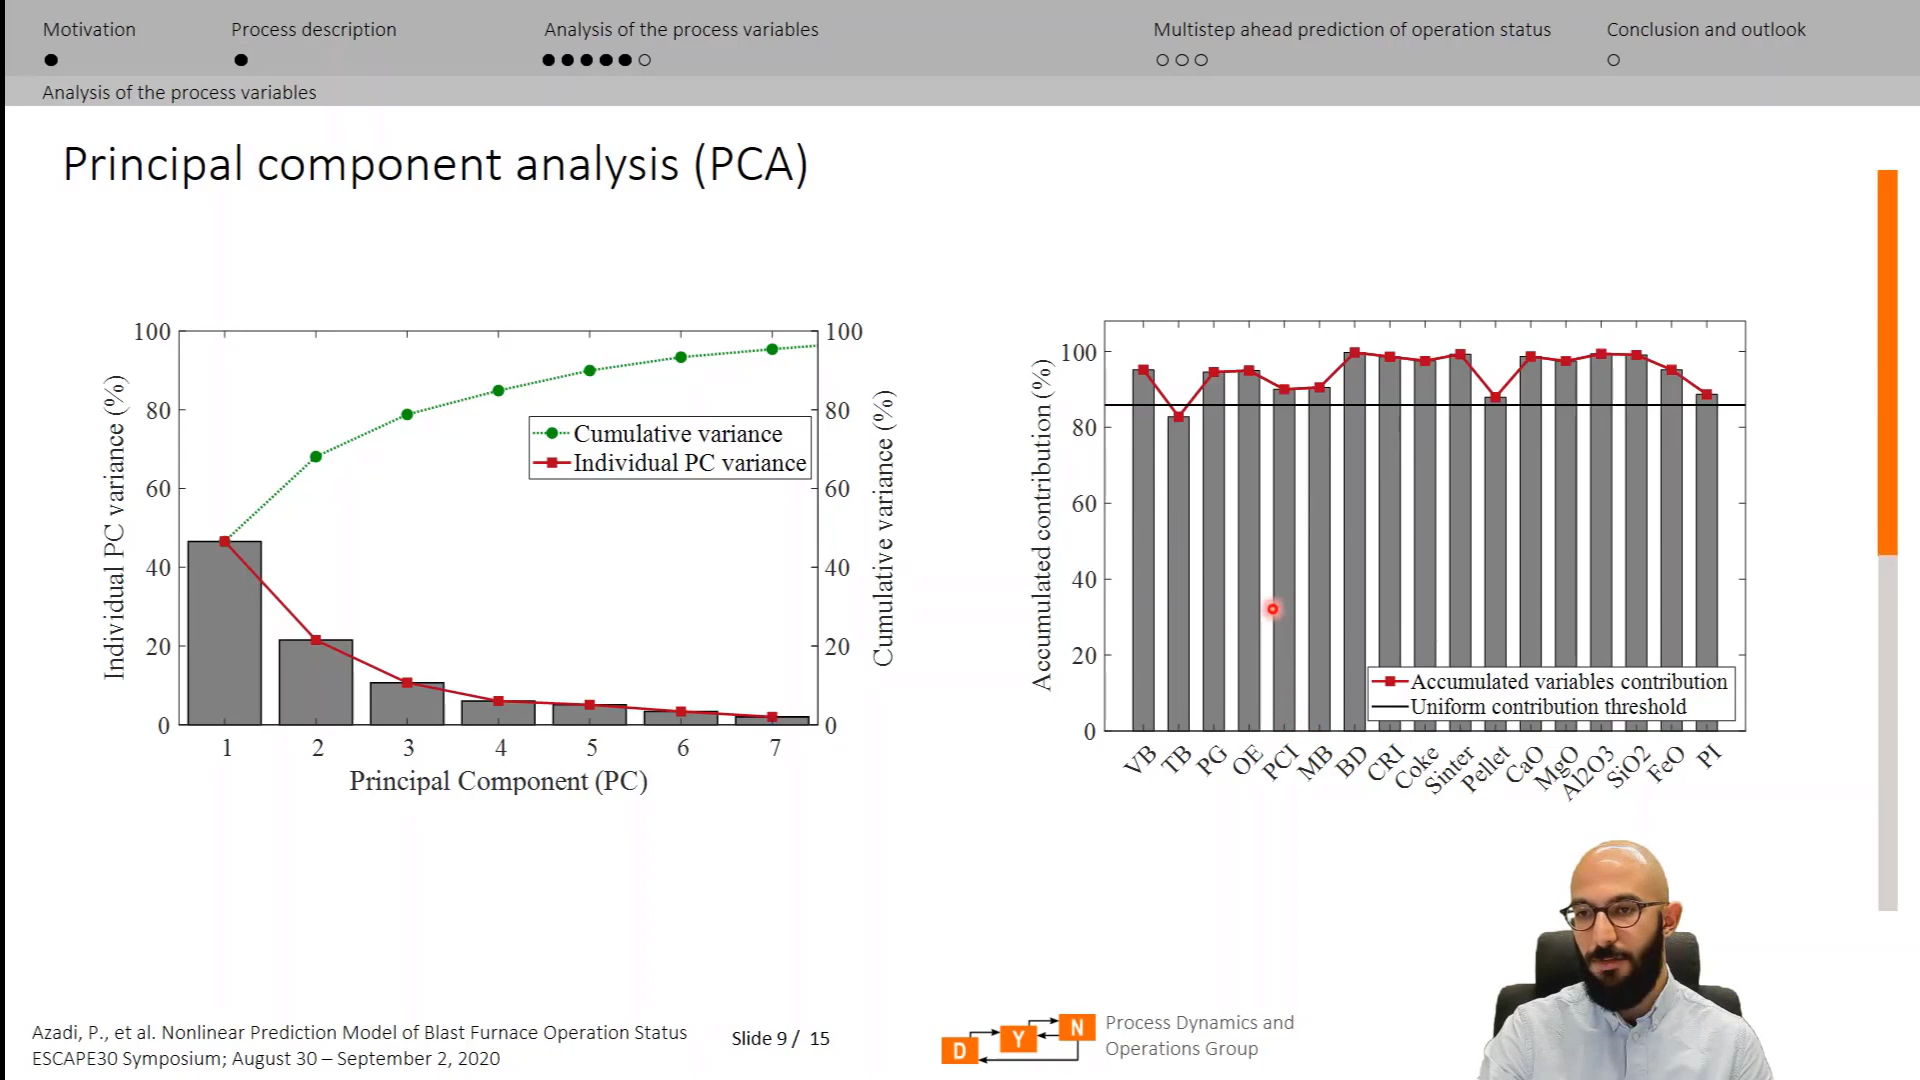 Motivation
Process description
Analysis of the process variables
Multistep ahead prediction of operation status
Conclusion and outlook
Analysis of the process variables
Principal component analysis (PCA)
Individual PC variance (%)
100
80
60
40
20
0
Cumulative variance
Individual PC variance
100
80
60
40
20
0
Cumulative variance (%)
1 2 3 4 5 6 7
Principal Component (PC)
Accumulated contribution (%)
100
80
60
40
20
0
Accumulated variables contribution
Uniform contribution threshold
VB TB PG OE PCI MB BD CRI Coke Sinter Pellet CaO MgO Al2O3 SiO2 FeO PI
Azadi, P., et al. Nonlinear Prediction Model of Blast Furnace Operation Status
ESCAPE30 Symposium; August 30 – September 2, 2020
Slide 9 / 15
D Y N
Process Dynamics and
Operations Group